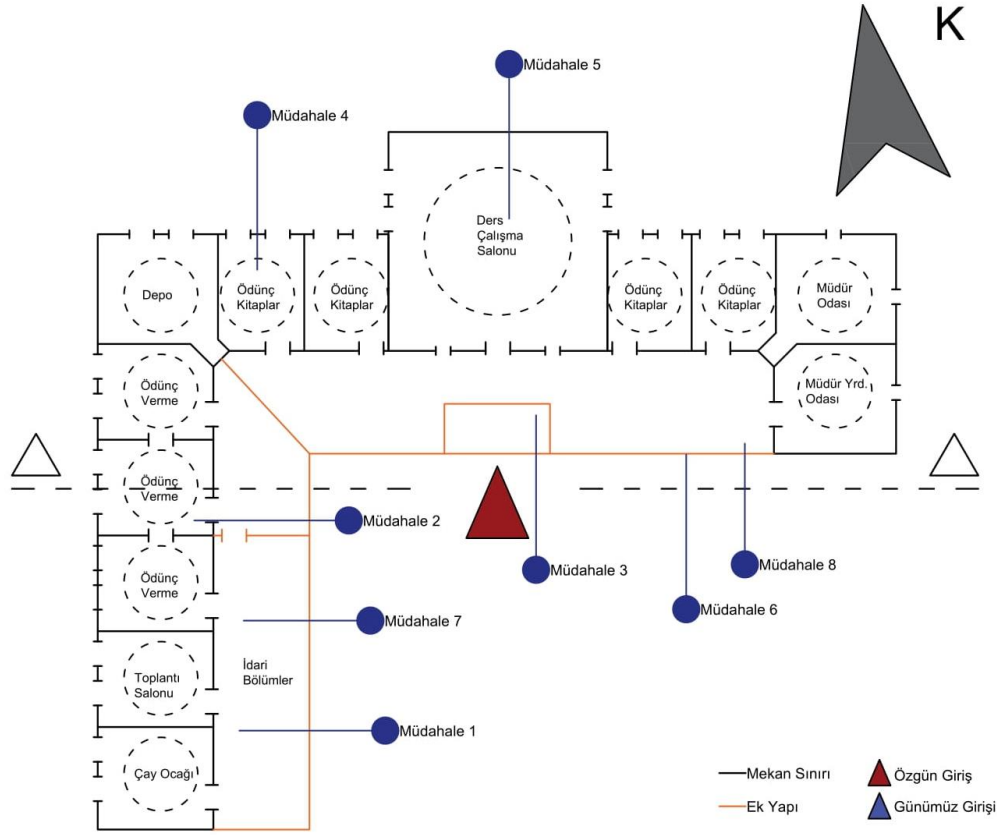 K
Müdahale 5
Müdahale 4
Ders
Çalışma
Salonu
Depo
Ödünç
Kitaplar
Ödünç
Kitaplar
Ödünç
Kitaplar
Ödünç
Kitaplar
Müdür
Odası
Ödünç
Verme
Müdür Yrd.
Odası
Ödünç
Verme
Müdahale 2
Müdahale 3
Müdahale 8
Ödünç
Verme
Müdahale 6
Müdahale 7
Toplantı
Salonu
İdari
Bölümler
Müdahale 1
Çay Ocağı
Mekan Sınırı
Özgün Giriş
Ek Yapı
Günümüz Girişi